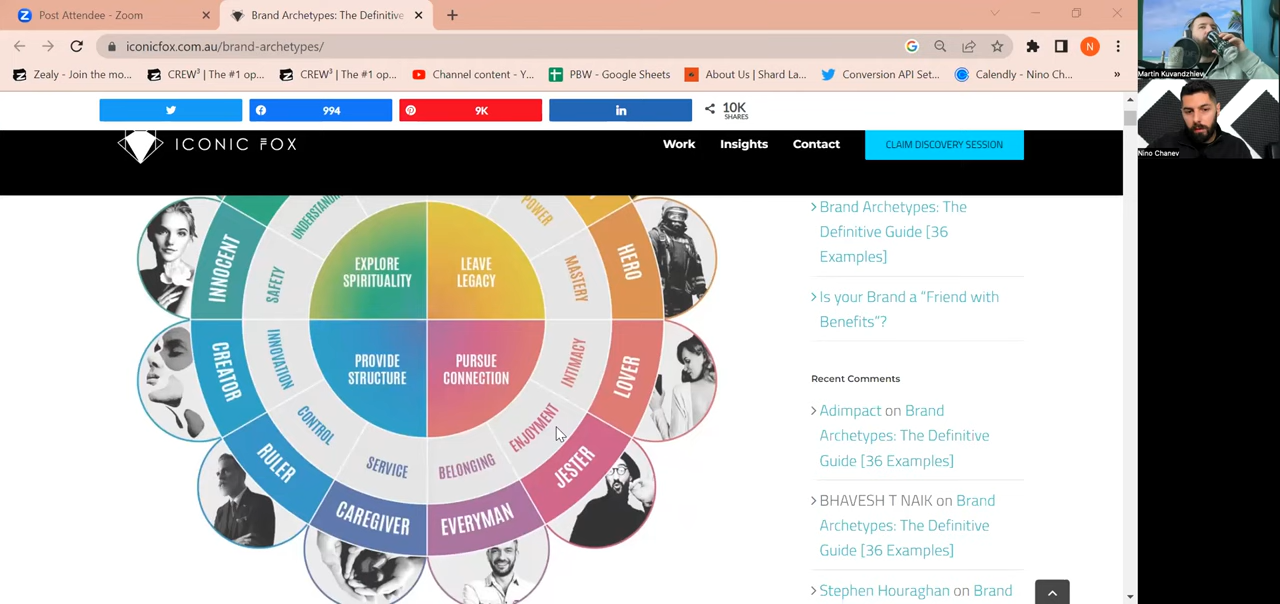 Post Attendee - Zoom
Brand Archetypes: The Definitive
iconicfox.com.au/brand-archetypes/
N
Zealy - Join the mo...
CREW³ | The #1 op...
CREW³ | The #1 op...
Channel content - Y...
PBW - Google Sheets
About Us | Shard La...
Conversion API Set...
Calendly - Nino Ch...
»
994
9K
10K
SHARES
ICONIC FOX
Work
Insights
Contact
CLAIM DISCOVERY SESSION
UNDERSTANDING
POWER
INNOCENT
SAFETY
EXPLORE
SPIRITUALITY
LEAVE
LEGACY
MASTERY
HERO
CREATOR
INNOVATION
PROVIDE
STRUCTURE
PURSUE
CONNECTION
INTIMACY
LOVER
RULER
CONTROL
SERVICE
BELONGING
ENJOYMENT
JESTER
CAREGIVER
EVERYMAN
Brand Archetypes: The
Definitive Guide [36
Examples]
Is your Brand a “Friend with
Benefits”?
Recent Comments
Adimpact on Brand
Archetypes: The Definitive
Guide [36 Examples]
BHAVESH T NAIK on Brand
Archetypes: The Definitive
Guide [36 Examples]
Stephen Houraghan on Brand
Martin Kuvandzhiev
Nino Chanev